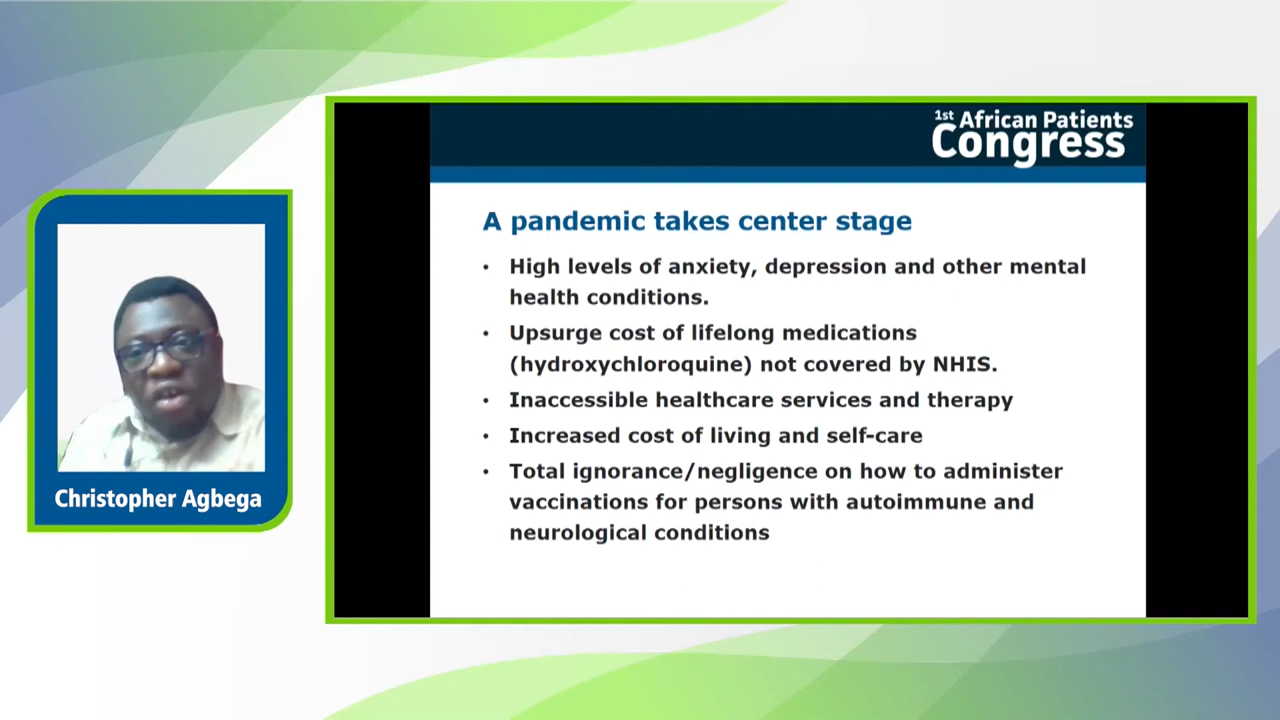 1st African Patients
Congress
A pandemic takes center stage
• High levels of anxiety, depression and other mental
health conditions.
• Upsurge cost of lifelong medications
(hydroxychloroquine) not covered by NHIS.
• Inaccessible healthcare services and therapy
• Increased cost of living and self-care
• Total ignorance/negligence on how to administer
vaccinations for persons with autoimmune and
neurological conditions
Christopher Agbega